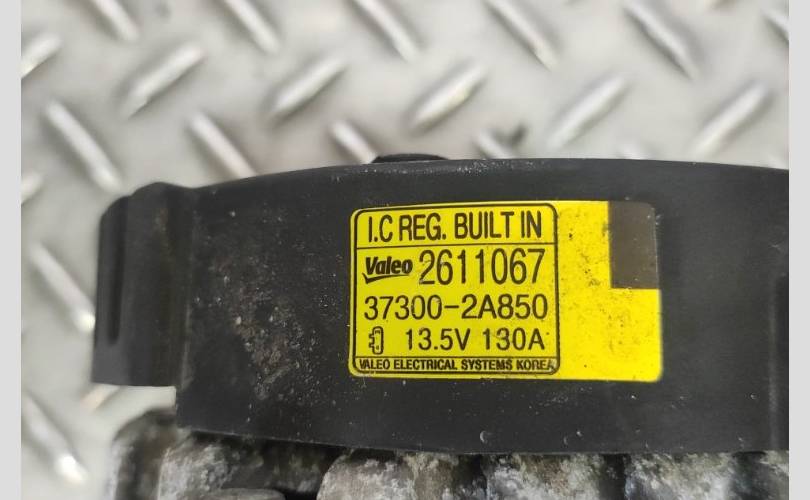 I.C REG. BUILT IN
Valeo 2611067
37300-2A850
13.5V 130A
VALEO ELECTRICAL SYSTEMS KOREA